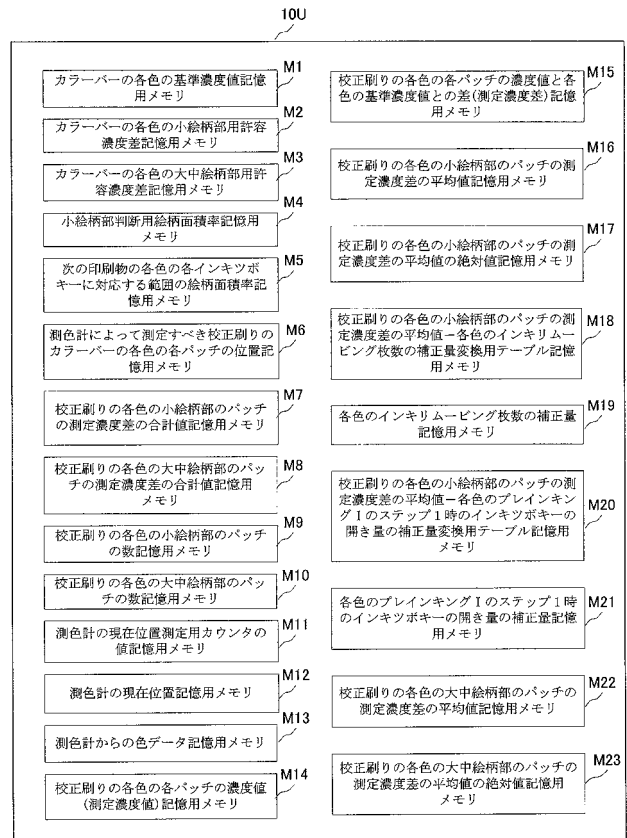 10U
M1
カラーバーの各色の基準濃度値記憶
用メモリ
M2
カラーバーの各色の小絵柄部用許容
濃度差記憶用メモリ
M3
カラーバーの各色の大中絵柄部用許
容濃度差記憶用メモリ
M4
小絵柄部判断用絵柄面積率記憶用
メモリ
M5
次の印刷物の各色の各インキツボ
キーに対応する範囲の絵柄面積率記
憶用メモリ
M6
測色計によって測定すべき校正刷りの
カラーバーの各色の各パッチの位置記
憶用メモリ
M7
校正刷りの各色の小絵柄部のパッチ
の測定濃度差の合計値記憶用メモリ
M8
校正刷りの各色の大中絵柄部のパッ
チの測定濃度差の合計値記憶用
メモリ
M9
校正刷りの各色の小絵柄部のパッチ
の数記憶用メモリ
M10
校正刷りの各色の大中絵柄部のパッ
チの数記憶用メモリ
M11
測色計の現在位置測定用カウンタの
値記憶用メモリ
M12
測色計の現在位置記憶用メモリ
M13
測色計からの色データ記憶用メモリ
M14
校正刷りの各色の各パッチの濃度値
(測定濃度値)記憶用メモリ
M15
校正刷りの各色の各パッチの濃度値と各
色の基準濃度値との差(測定濃度差)記憶
用メモリ
M16
校正刷りの各色の小絵柄部のパッチの測
定濃度差の平均値記憶用メモリ
M17
校正刷りの各色の小絵柄部のパッチの測
定濃度差の平均値の絶対値記憶用メモリ
M18
校正刷りの各色の小絵柄部のパッチの測
定濃度差の平均値－各色のインキリムー
ビング枚数の補正量変換用テーブル記憶
用メモリ
M19
各色のインキリムービング枚数の補正量
記憶用メモリ
M20
校正刷りの各色の小絵柄部のパッチの測
定濃度差の平均値－各色のプレインキン
グⅠのステップ1時のインキツボキーの
開き量の補正量変換用テーブル記憶用
メモリ
M21
各色のプレインキングⅠのステップ1時
のインキツボキーの開き量の補正量記憶
用メモリ
M22
校正刷りの各色の大中絵柄部のパッチの
測定濃度差の平均値記憶用メモリ
M23
校正刷りの各色の大中絵柄部のパッチの
測定濃度差の平均値の絶対値記憶用
メモリ